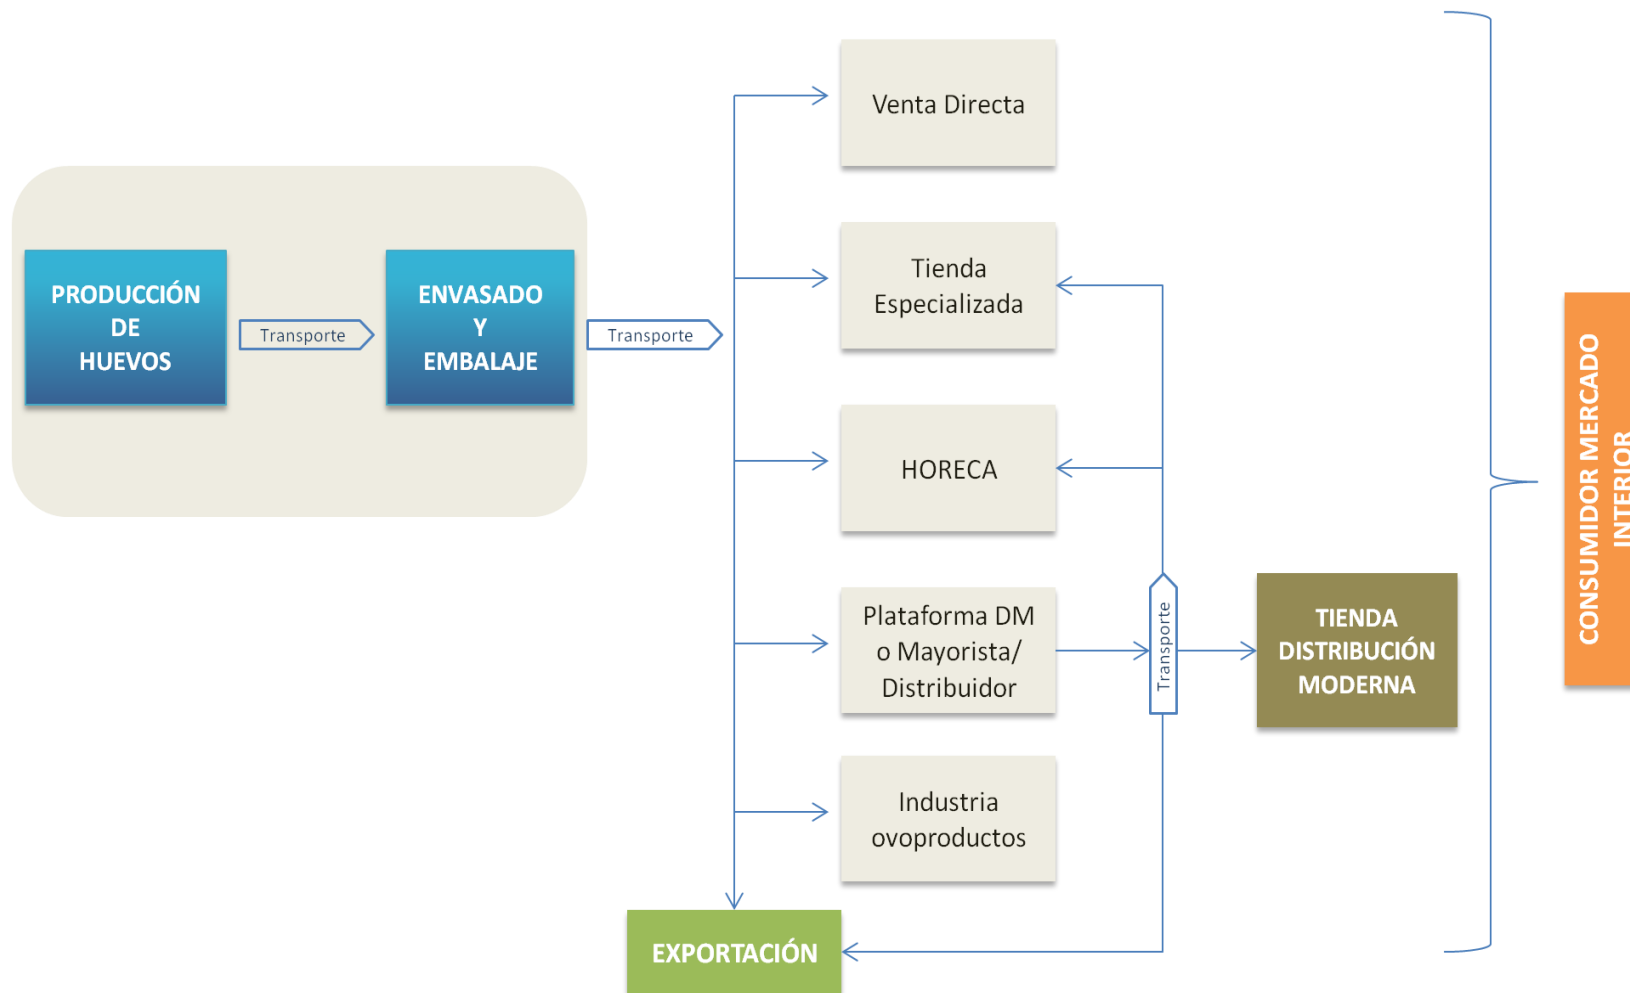 PRODUCCIÓN
DE
HUEVOS
Transporte
ENVASADO
Y
EMBALAJE
Transporte
Venta Directa
Tienda
Especializada
HORECA
Plataforma DM
o Mayorista/
Distribuidor
Industria
ovoproductos
EXPORTACIÓN
Transporte
TIENDA
DISTRIBUCIÓN
MODERNA
CONSUMIDOR MERCADO
INTERIOR